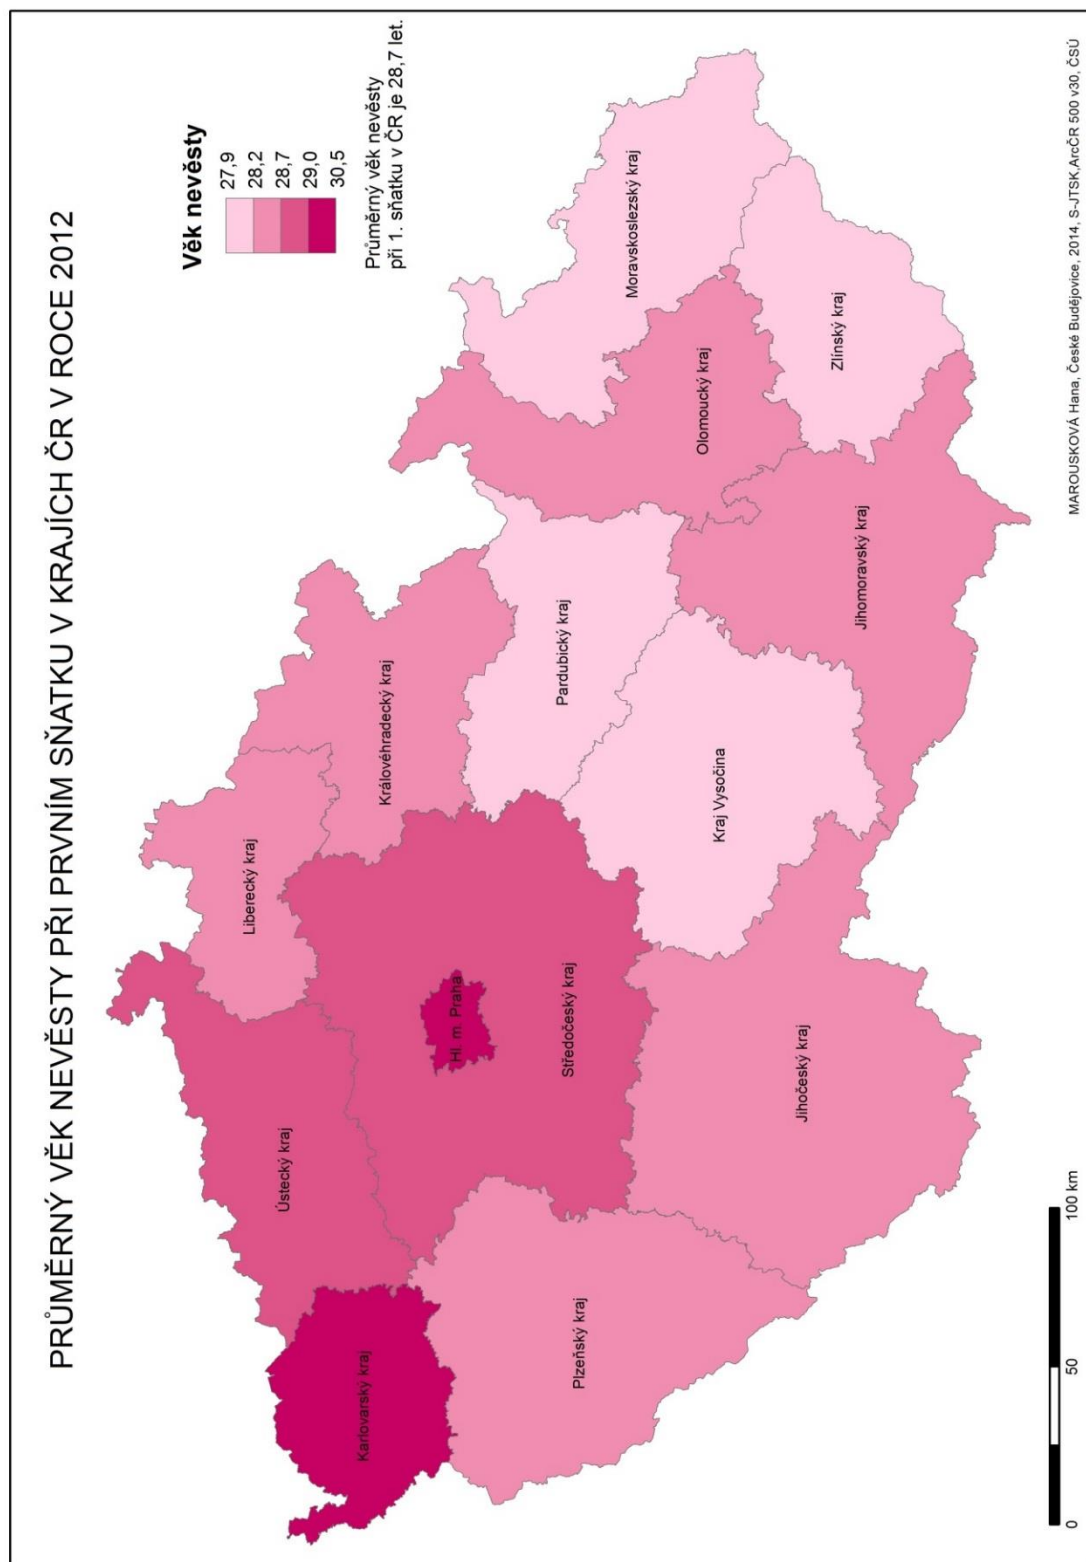 PRŮMĚRNÝ VĚK NEVĚSTY PŘI PRVNÍM SŇATKU V KRAJÍCH ČR V ROCE 2012
Věk nevěsty
27,9
28,2
28,7
29,0
30,5
Průměrný věk nevěsty
při 1. sňatku v ČR je 28,7 let.
Liberecký kraj
Ústecký kraj
Karlovarský kraj
Královéhradecký kraj
Hl. m. Praha
Středočeský kraj
Plzeňský kraj
Pardubický kraj
Moravskoslezský kraj
Olomoucký kraj
Kraj Vysočina
Jihočeský kraj
Zlínský kraj
Jihomoravský kraj
0
50
100 km
MAROUSKOVÁ Hana, České Budějovice, 2014, S-JTSK,ArcČR 500 v30, ČSÚ